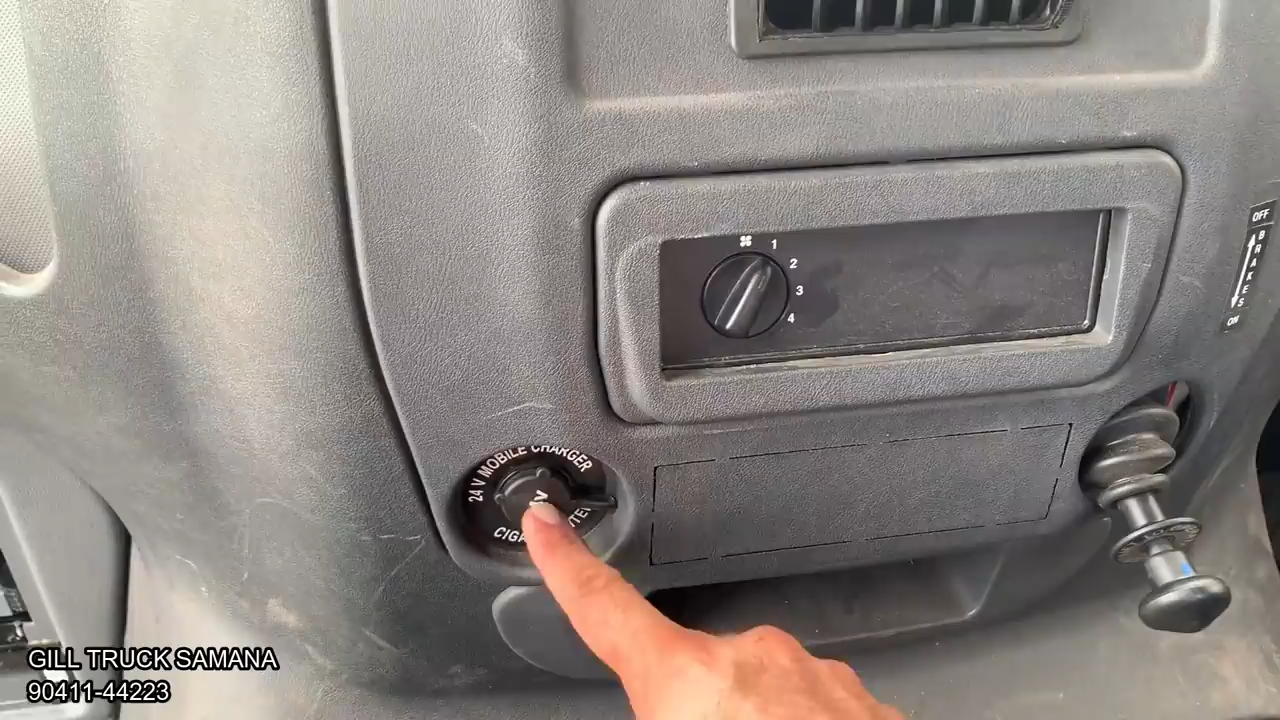 1
2
3
4
OFF
BRAKES
ON
24 V MOBILE CHARGER
GILL TRUCK SAMANA
90411-44223